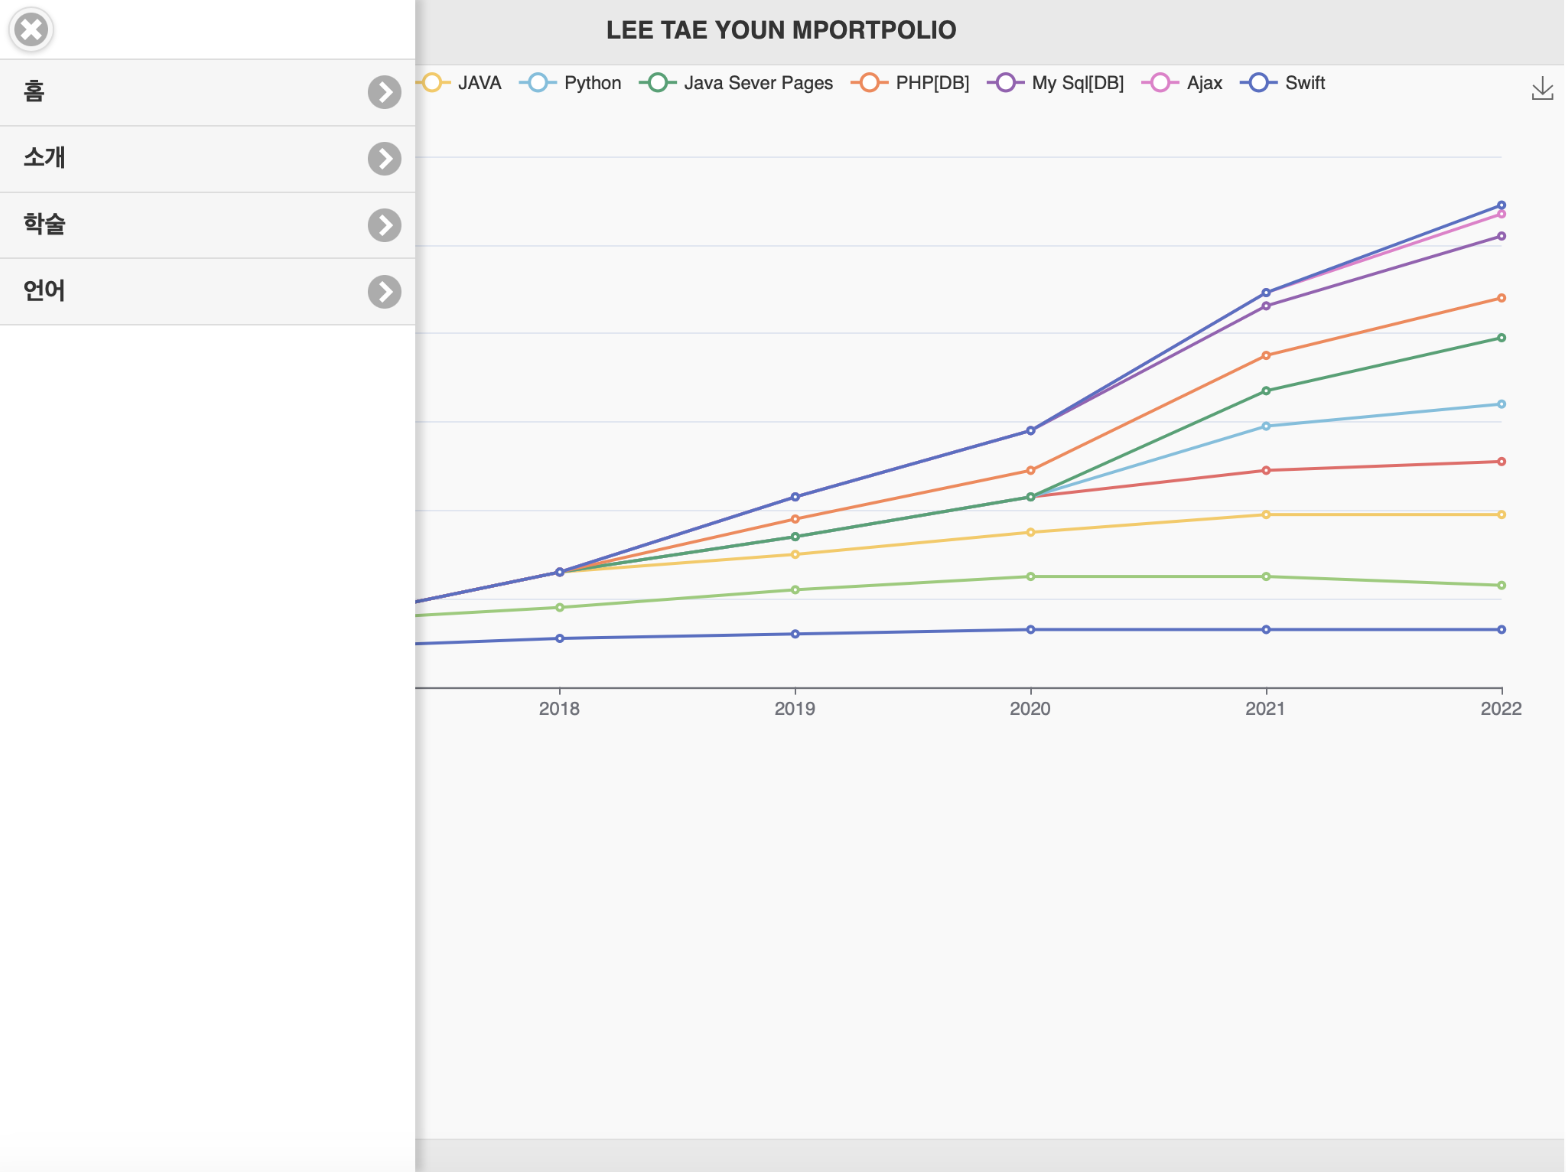 LEE TAE YOUN MPORTPOLIO
홈
소개
학술
언어
JAVA Python Java Sever Pages PHP[DB] My Sql[DB] Ajax Swift
2018 2019 2020 2021 2022